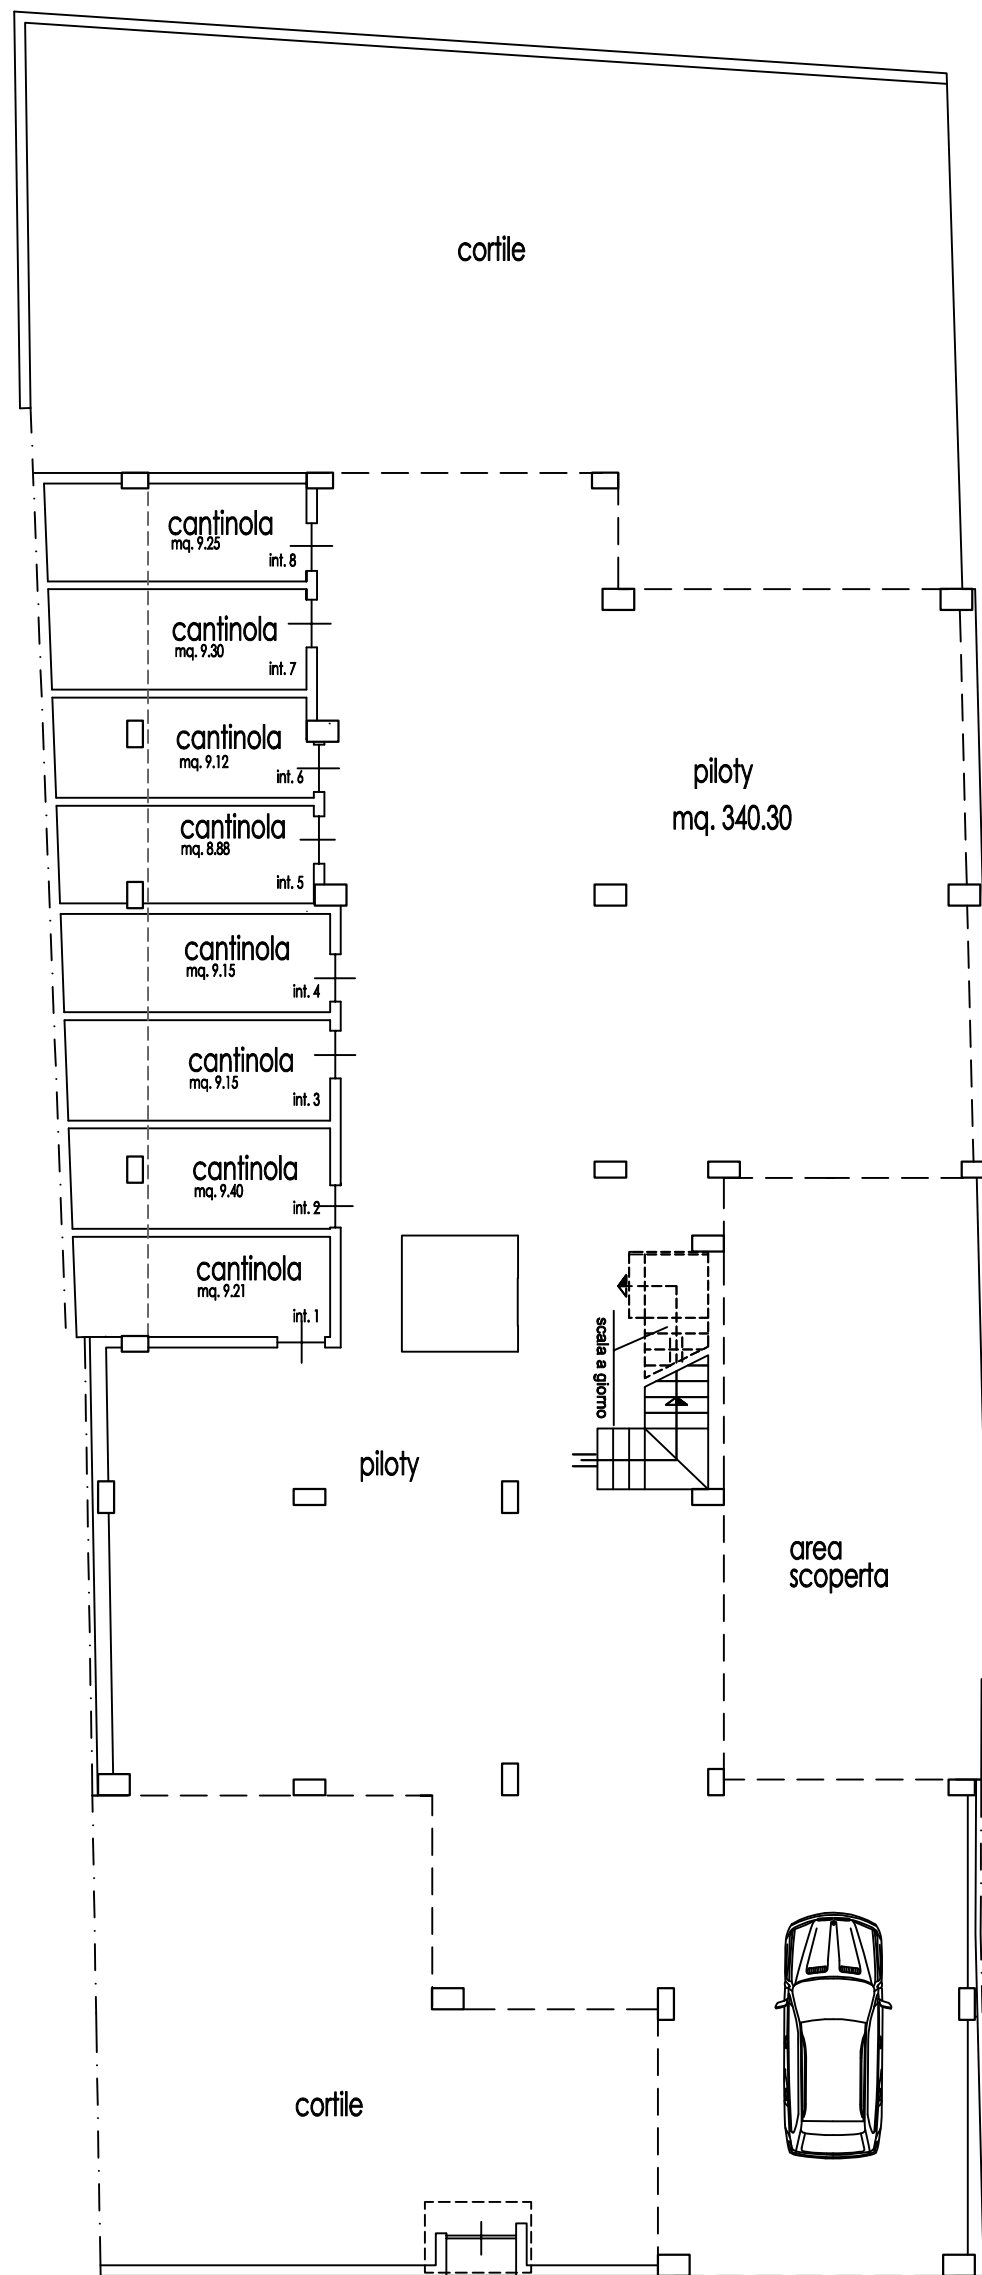 cortile
cantinola
mq. 9.25
int. 8
cantinola
mq. 9.30
int. 7
cantinola
mq. 9.12
int. 6
piloty
mq. 340.30
cantinola
mq. 8.88
int. 5
cantinola
mq. 9.15
int. 4
cantinola
mq. 9.15
int. 3
cantinola
mq. 9.40
int. 2
cantinola
mq. 9.21
int. 1
scala a giorno
piloty
area
scoperta
cortile